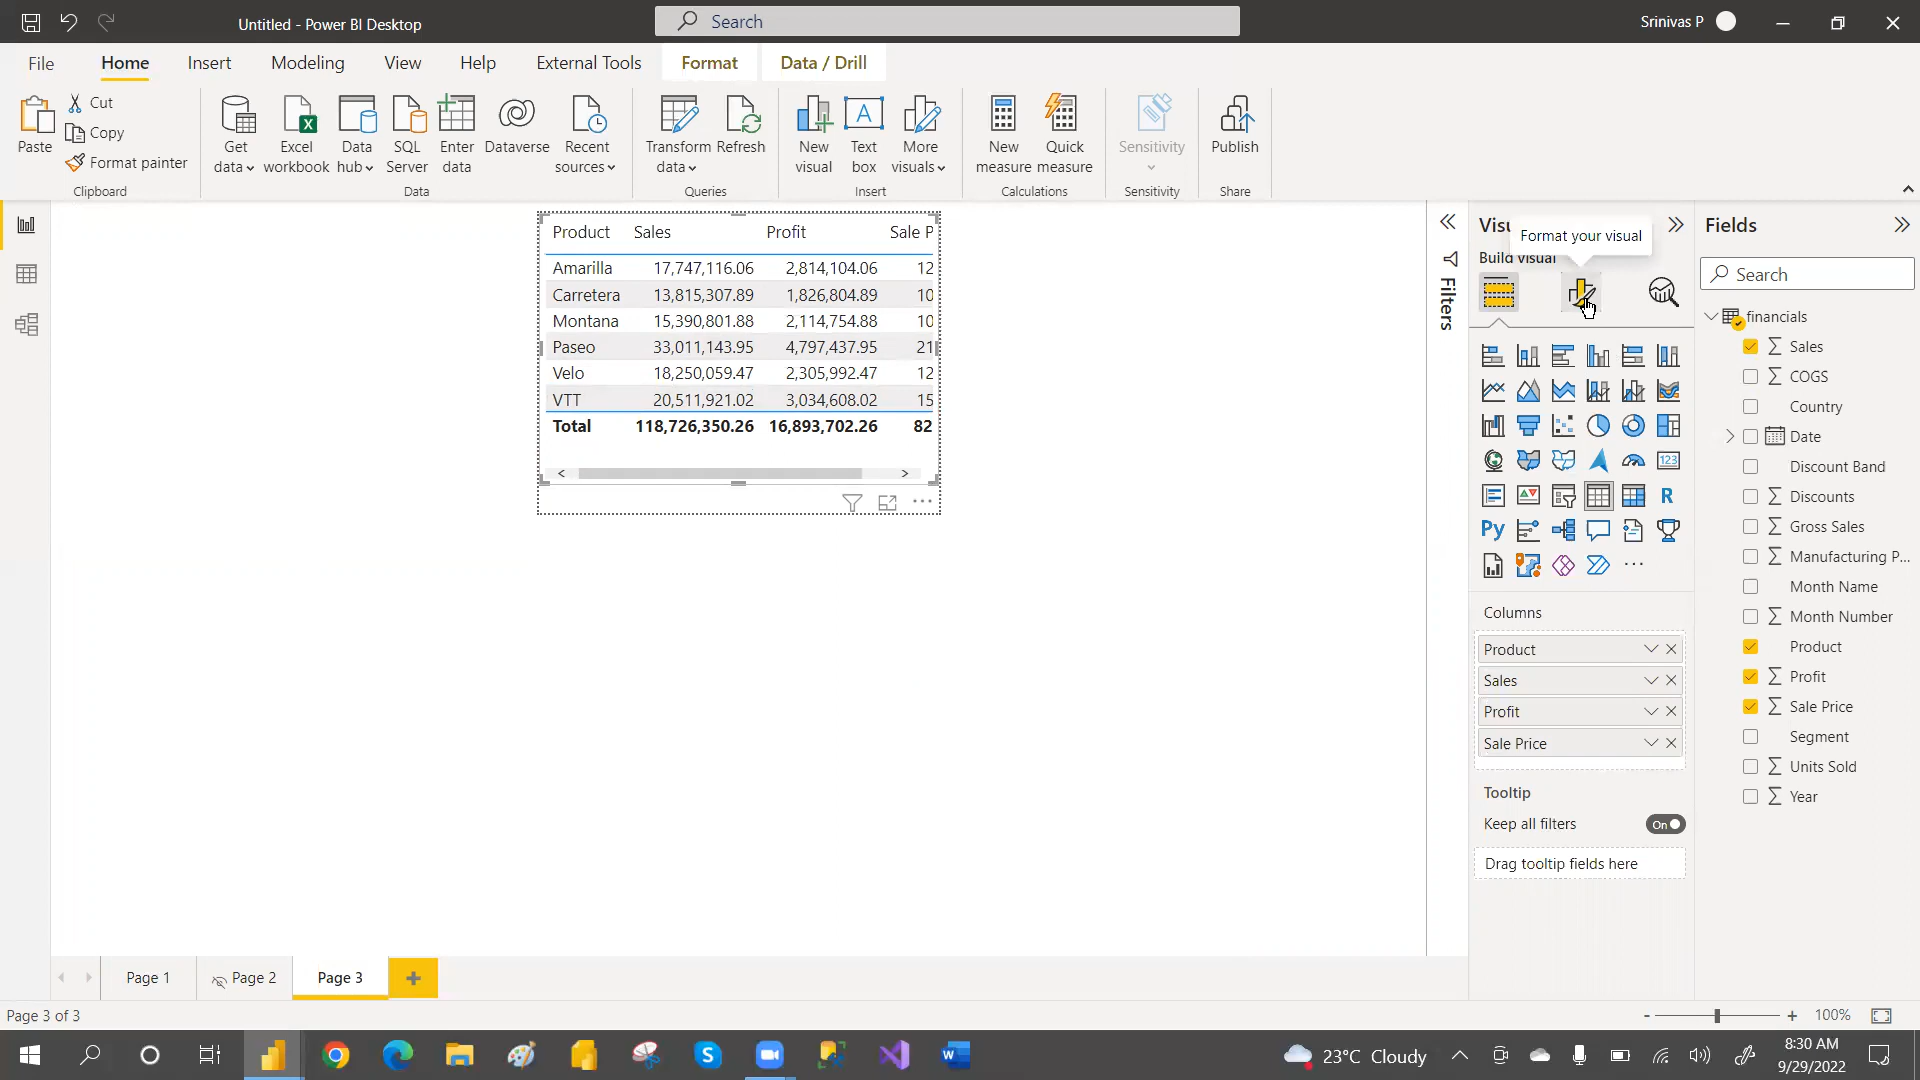 Untitled - Power BI Desktop
Search
Srinivas P
File
Home
Insert
Modeling
View
Help
External Tools
Format
Data / Drill
Paste
Cut
Copy
Format painter
Clipboard
Get data
Excel workbook
Data hub
SQL Server
Enter data
Dataverse
Recent sources
Data
Transform data
Refresh
Queries
New visual
Text box
More visuals
Insert
New measure
Quick measure
Calculations
Sensitivity
Sensitivity
Publish
Share
Product Sales Profit Sale P
Amarilla 17,747,116.06 2,814,104.06 12
Carretera 13,815,307.89 1,826,804.89 10
Montana 15,390,801.88 2,114,754.88 10
Paseo 33,011,143.95 4,797,437.95 21
Velo 18,250,059.47 2,305,992.47 12
VTT 20,511,921.02 3,034,608.02 15
Total 118,726,350.26 16,893,702.26 82
Filters
Visu
Format your visual
Build visual
123
R
Py
Columns
Product
Sales
Profit
Sale Price
Tooltip
Keep all filters
On
Drag tooltip fields here
Fields
Search
financials
Sales
COGS
Country
Date
Discount Band
Discounts
Gross Sales
Manufacturing P...
Month Name
Month Number
Product
Profit
Sale Price
Segment
Units Sold
Year
Page 1
Page 2
Page 3
Page 3 of 3
- + 100%
23°C Cloudy
8:30 AM
9/29/2022